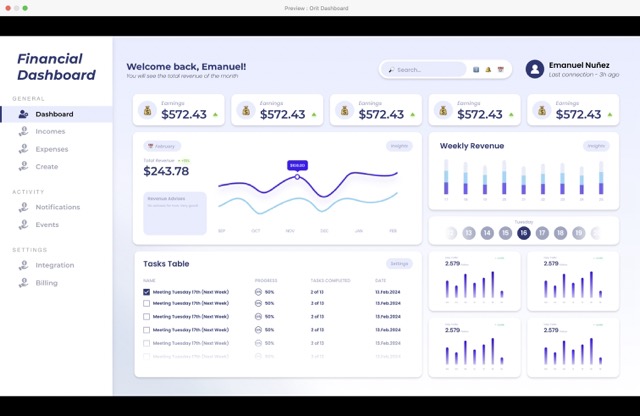 Preview : Orit Dashboard
Financial
Dashboard
GENERAL
Dashboard
Incomes
Expenses
Create
ACTIVITY
Notifications
Events
SETTINGS
Integration
Billing
Welcome back, Emanuel!
You will see the total revenue of the month
Search...
Emanuel Nuñez
Last connection - 3h ago
Earnings
$572.43
Earnings
$572.43
Earnings
$572.43
Earnings
$572.43
Earnings
$572.43
February
Insights
Total Revenue
$243.78
Revenue Advises
SEP OCT NOV DEC JAN FEB
Weekly Revenue
Insights
Tuesday
13 14 15 16 17 18 19
Tasks Table
Settings
NAME PROGRESS TASKS COMPLETED DATE
Meeting Tuesday 17th (Next Week) 50% 2 of 13 13.Feb.2024
Meeting Tuesday 17th (Next Week) 50% 2 of 13 13.Feb.2024
Meeting Tuesday 17th (Next Week) 50% 2 of 13 13.Feb.2024
Meeting Tuesday 17th (Next Week) 50% 2 of 13 13.Feb.2024
Meeting Tuesday 17th (Next Week) 50% 2 of 13 13.Feb.2024
Meeting Tuesday 17th (Next Week) 50% 2 of 13 13.Feb.2024
2.579
2.579
2.579
2.579